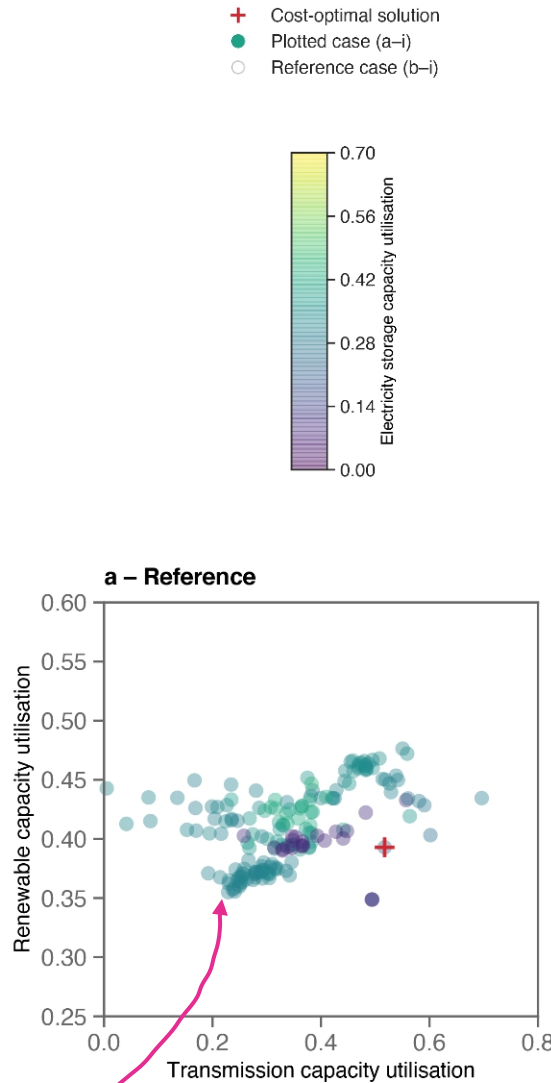 Cost-optimal solution
Plotted case (a–i)
Reference case (b–i)
0.70
0.56
0.42
0.28
0.14
0.00
Electricity storage capacity utilisation
a – Reference
0.60
0.55
0.50
0.45
0.40
0.35
0.30
0.25
Renewable capacity utilisation
0.0 0.2 0.4 0.6 0.8
Transmission capacity utilisation